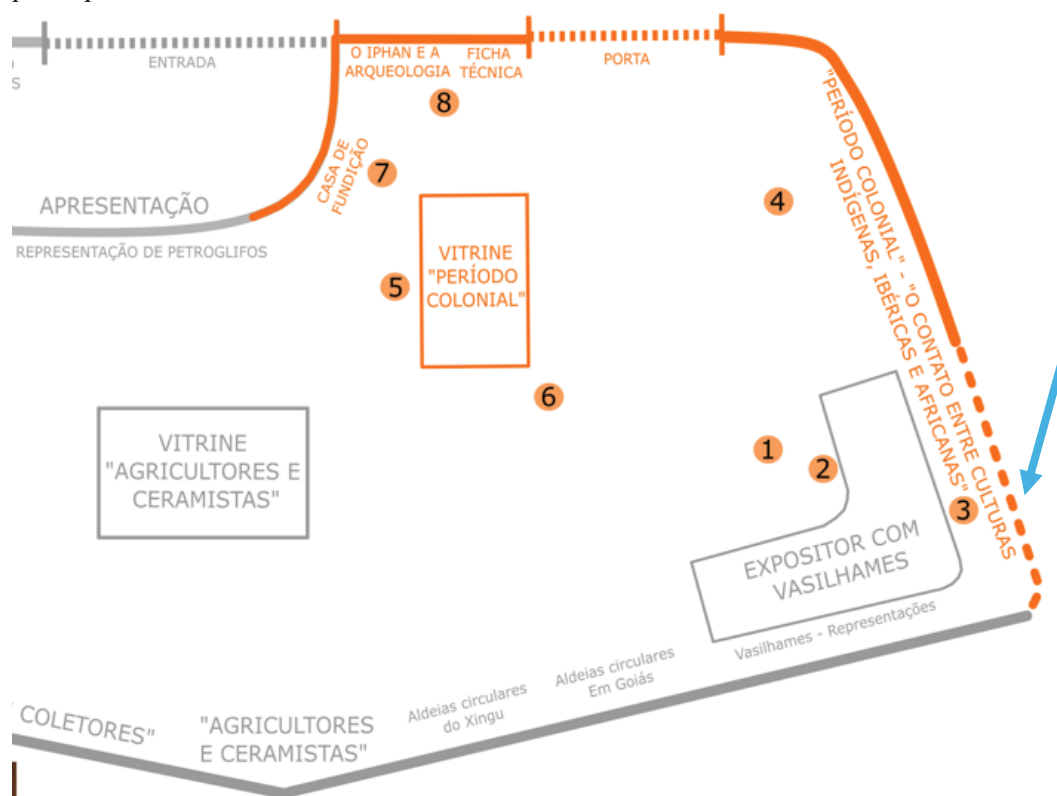 ENTRADA
O IPHAN E A
ARQUEOLOGIA
FICHA
TÉCNICA
PORTA
8
"PERÍODO COLONIAL" - "O CONTATO ENTRE CULTURAS
INDÍGENAS, IBÉRICAS E AFRICANAS"
CASA DE
FUNDIÇÃO
7
APRESENTAÇÃO
REPRESENTAÇÃO DE PETROGLIFOS
4
VITRINE
"PERÍODO
COLONIAL"
5
6
VITRINE
"AGRICULTORES E
CERAMISTAS"
1
2
3
EXPOSITOR COM
VASILHAMES
Vasilhames - Representações
Aldeias circulares
Em Goiás
Aldeias circulares
do Xingu
COLETORES"
"AGRICULTORES
E CERAMISTAS"